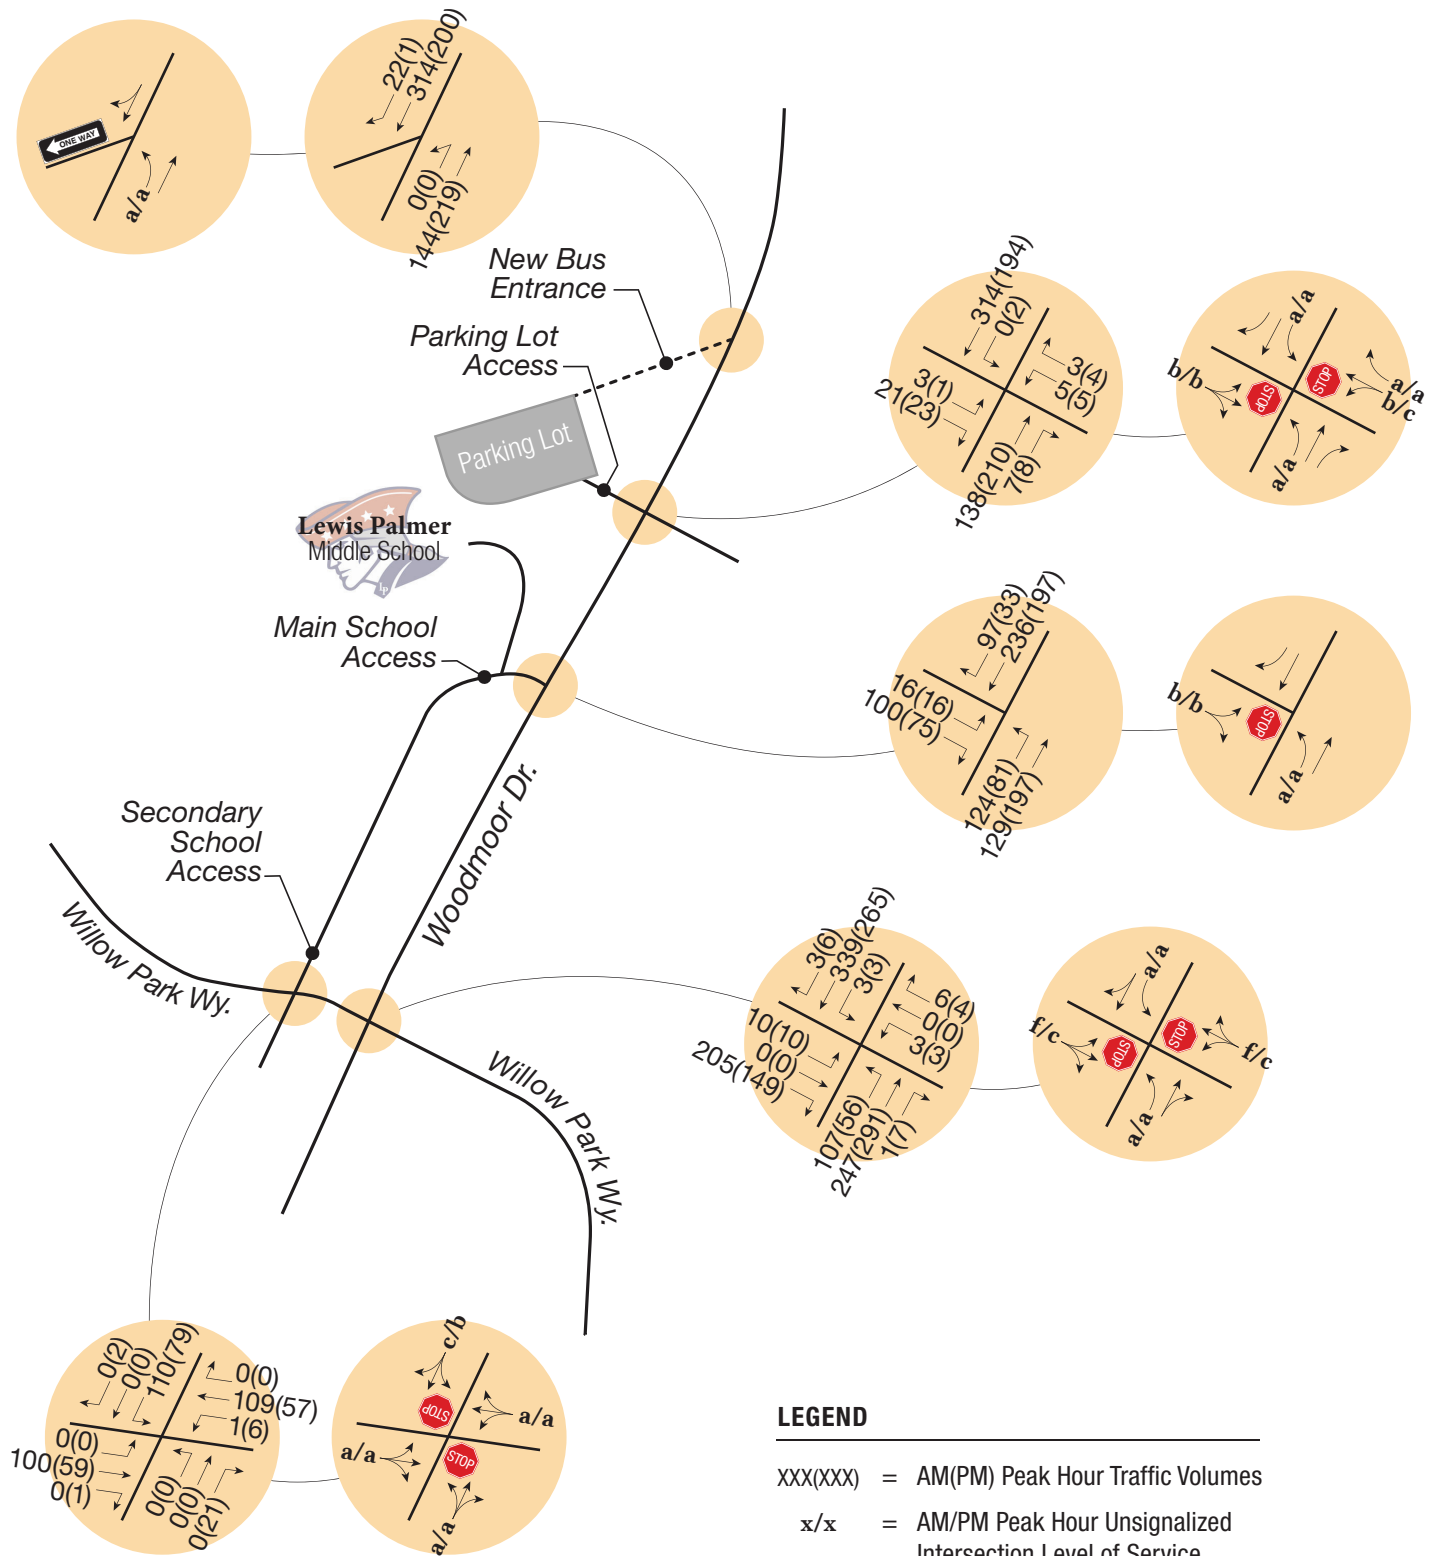 ONE WAY
a/a
22(1)
314(200)
0(0)
144(219)
New Bus
Entrance
Parking Lot
Access
Parking Lot
314(194)
0(2)
3(4)
5(5)
3(1)
21(23)
138(210)
7(8)
a/a
b/b
STOP
STOP
a/a
b/c
a/a
Lewis Palmer
Middle School
lp
Main School
Access
97(33)
236(197)
16(16)
100(75)
124(81)
129(197)
b/b
STOP
a/a
Secondary
School
Access
Woodmoor Dr.
Willow Park Wy.
Willow Park Wy.
3(6)
339(265)
3(3)
6(4)
0(0)
3(3)
10(10)
0(0)
205(149)
107(56)
247(291)
1(7)
a/a
f/c
STOP
STOP
f/c
a/a
0(2)
0(0)
110(79)
0(0)
109(57)
1(6)
0(0)
100(59)
0(1)
0(0)
0(0)
0(21)
c/b
STOP
a/a
a/a
STOP
a/a
LEGEND
XXX(XXX) = AM(PM) Peak Hour Traffic Volumes
x/x = AM/PM Peak Hour Unsignalized
Intersection Level of Service